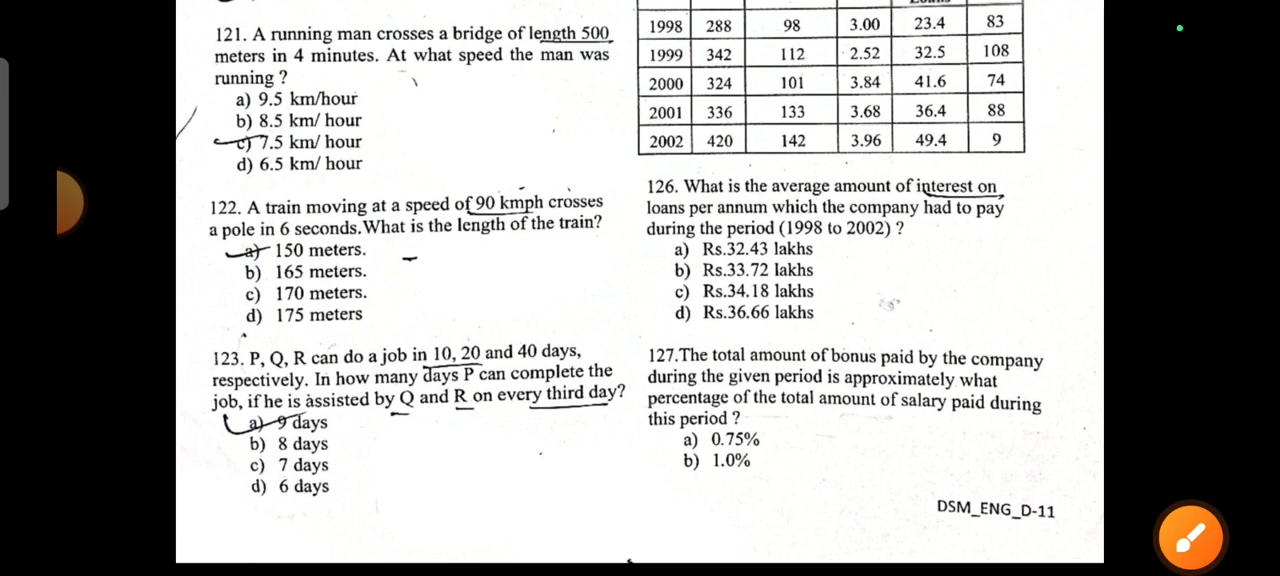 121. A running man crosses a bridge of length 500
meters in 4 minutes. At what speed the man was
running ?
a) 9.5 km/hour
b) 8.5 km/ hour
c) 7.5 km/ hour
d) 6.5 km/ hour
122. A train moving at a speed of 90 kmph crosses
a pole in 6 seconds.What is the length of the train?
a) 150 meters.
b) 165 meters.
c) 170 meters.
d) 175 meters
123. P, Q, R can do a job in 10, 20 and 40 days,
respectively. In how many days P can complete the
job, if he is assisted by Q and R on every third day?
a) 9 days
b) 8 days
c) 7 days
d) 6 days
1998 288 98 3.00 23.4 83
1999 342 112 2.52 32.5 108
2000 324 101 3.84 41.6 74
2001 336 133 3.68 36.4 88
2002 420 142 3.96 49.4 9
126. What is the average amount of interest on
loans per annum which the company had to pay
during the period (1998 to 2002) ?
a) Rs.32.43 lakhs
b) Rs.33.72 lakhs
c) Rs.34.18 lakhs
d) Rs.36.66 lakhs
127.The total amount of bonus paid by the company
during the given period is approximately what
percentage of the total amount of salary paid during
this period ?
a) 0.75%
b) 1.0%
DSM_ENG_D-11